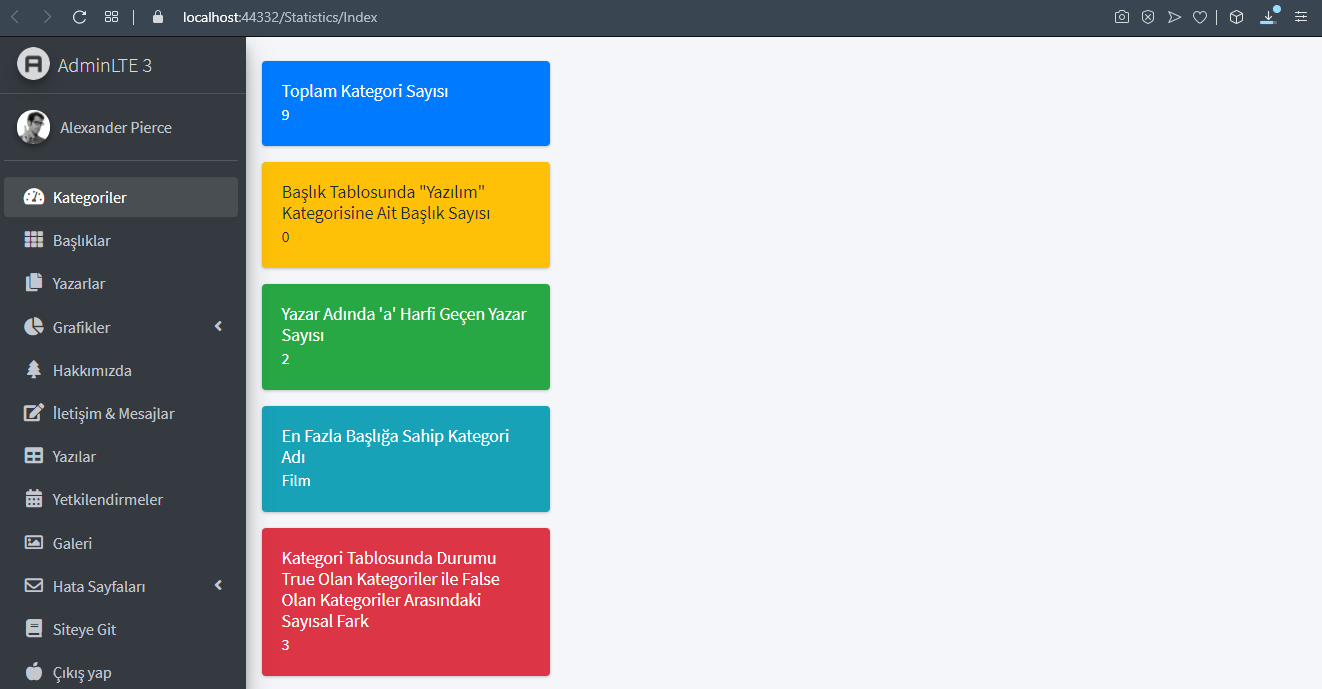 localhost:44332/Statistics/Index
AdminLTE 3
Alexander Pierce
Kategoriler
Başlıklar
Yazarlar
Grafikler
Hakkımızda
İletişim & Mesajlar
Yazılar
Yetkilendirmeler
Galeri
Hata Sayfaları
Siteye Git
Çıkış yap
Toplam Kategori Sayısı
9
Başlık Tablosunda "Yazılım"
Kategorisine Ait Başlık Sayısı
0
Yazar Adında 'a' Harfi Geçen Yazar
Sayısı
2
En Fazla Başlığa Sahip Kategori
Adı
Film
Kategori Tablosunda Durumu
True Olan Kategoriler ile False
Olan Kategoriler Arasındaki
Sayısal Fark
3